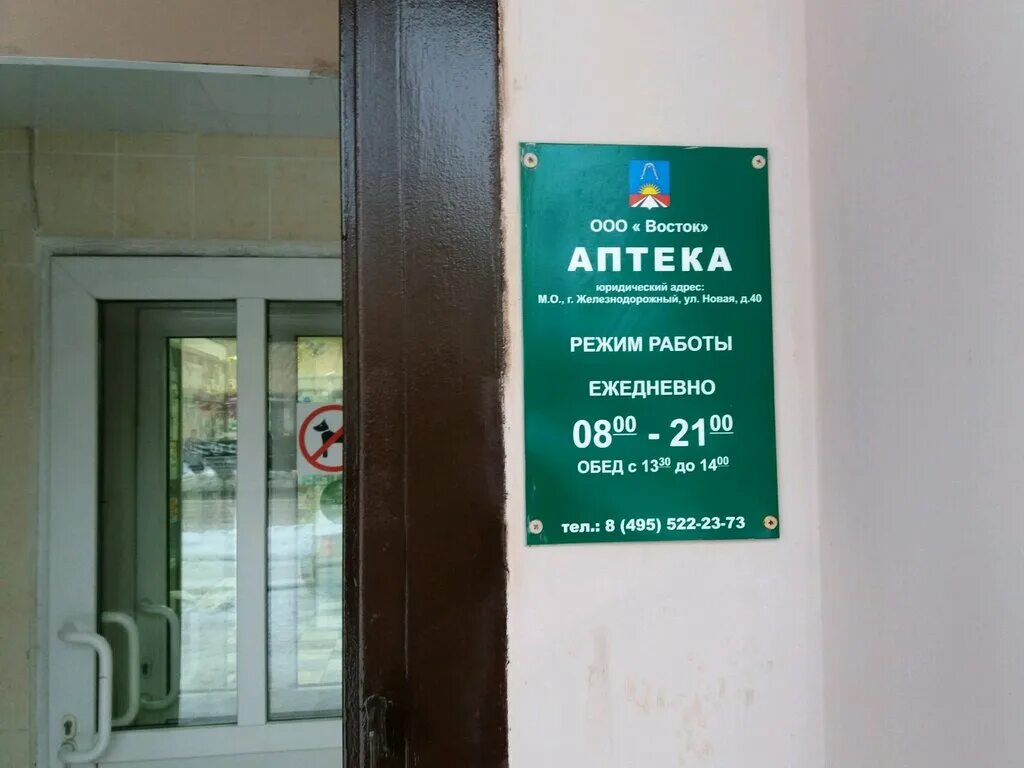 ООО « Восток»
АПТЕКА
юридический адрес:
М.О., г. Железнодорожный, ул. Новая, д.40
РЕЖИМ РАБОТЫ
ЕЖЕДНЕВНО
08⁰⁰ - 21⁰⁰
ОБЕД с 13³⁰ до 14⁰⁰
тел.: 8 (495) 522-23-73